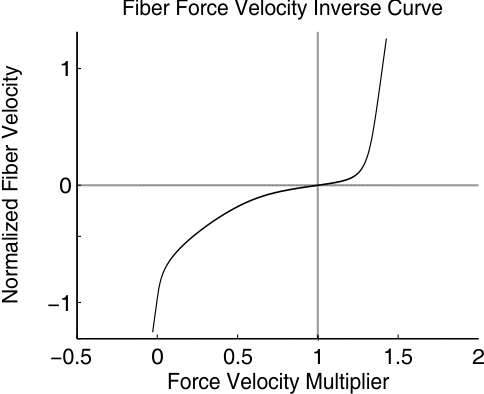 Fiber Force Velocity Inverse Curve
Normalized Fiber Velocity
1
0
−1
−0.5 0 0.5 1 1.5 2
Force Velocity Multiplier